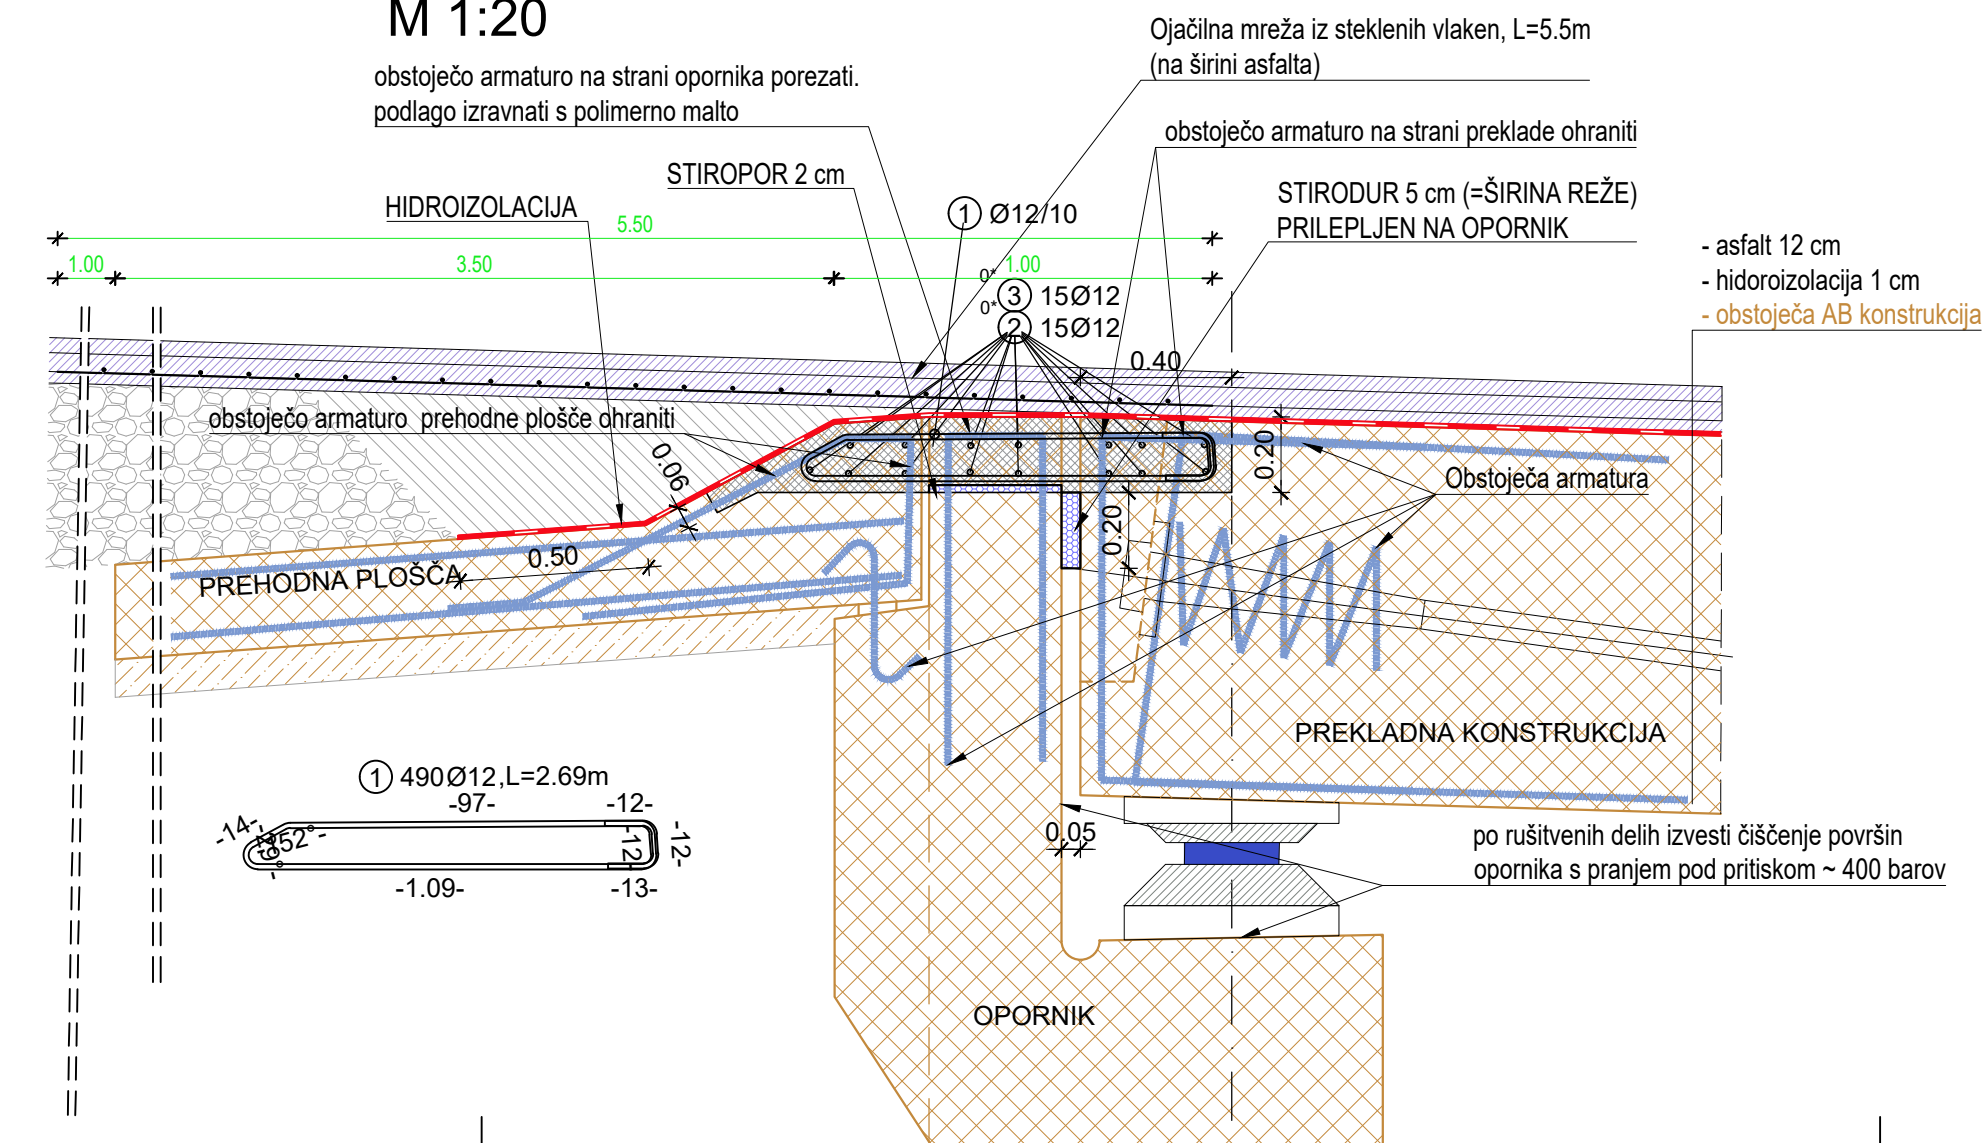 M 1:20
Ojačilna mreža iz steklenih vlaken, L=5.5m
(na širini asfalta)
obstoječo armaturo na strani opornika porezati.
podlago izravnati s polimerno malto
obstoječo armaturo na strani preklade ohraniti
STIROPOR 2 cm
STIRODUR 5 cm (=ŠIRINA REŽE)
PRILEPLJEN NA OPORNIK
HIDROIZOLACIJA
1 Ø12/10
5.50
1.00
3.50
1.00
0*
3 15Ø12
0*
2 15Ø12
- asfalt 12 cm
- hidoroizolacija 1 cm
- obstoječa AB konstrukcija
0.40
obstoječo armaturo prehodne plošče ohraniti
0.06
0.20
Obstoječa armatura
0.20
0.50
PREHODNA PLOŠČA
PREKLADNA KONSTRUKCIJA
1 490Ø12,L=2.69m
-97-
-12-
-14-
152°-
-12-
-12-
-1.09-
-13-
0.05
po rušitvenih delih izvesti čiščenje površin
opornika s pranjem pod pritiskom ~ 400 barov
OPORNIK